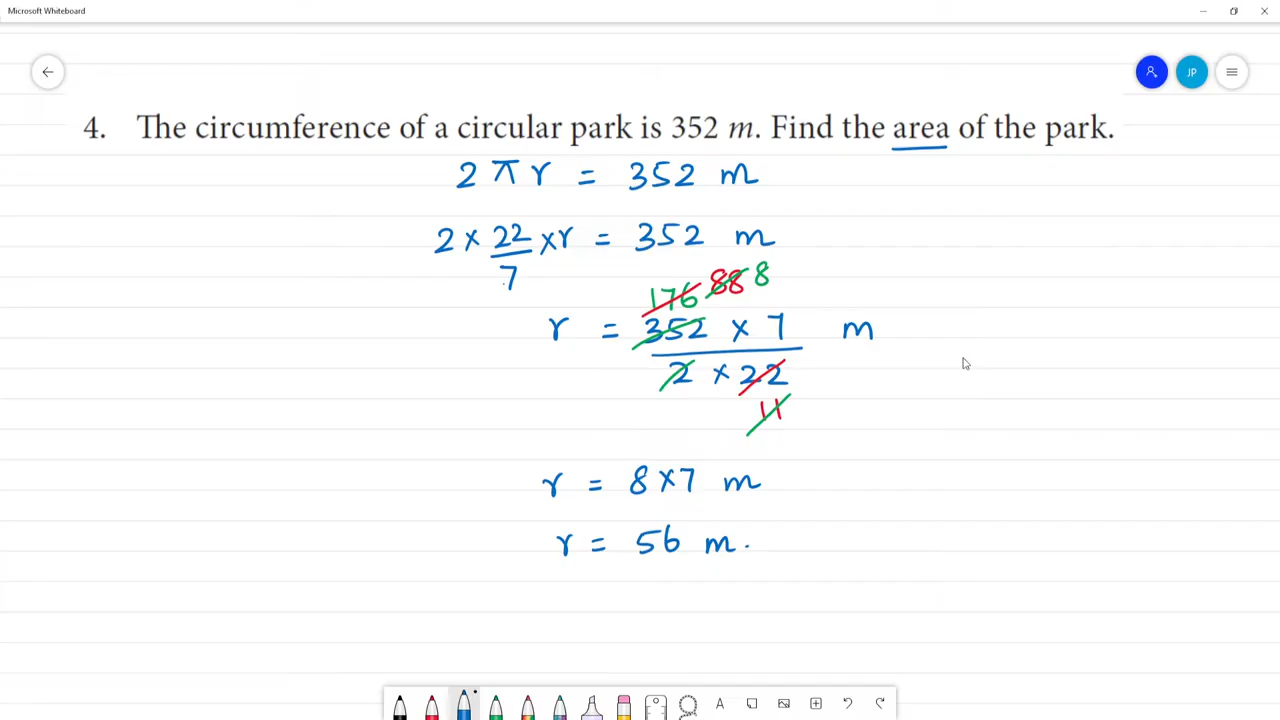 Microsoft Whiteboard
JP
4. The circumference of a circular park is 352 m. Find the area of the park.
2 π r = 352 m
2 × 22/7 × r = 352 m
176 88 8
r = 352 × 7 m
2 × 22
11
r = 8 × 7 m
r = 56 m.
A